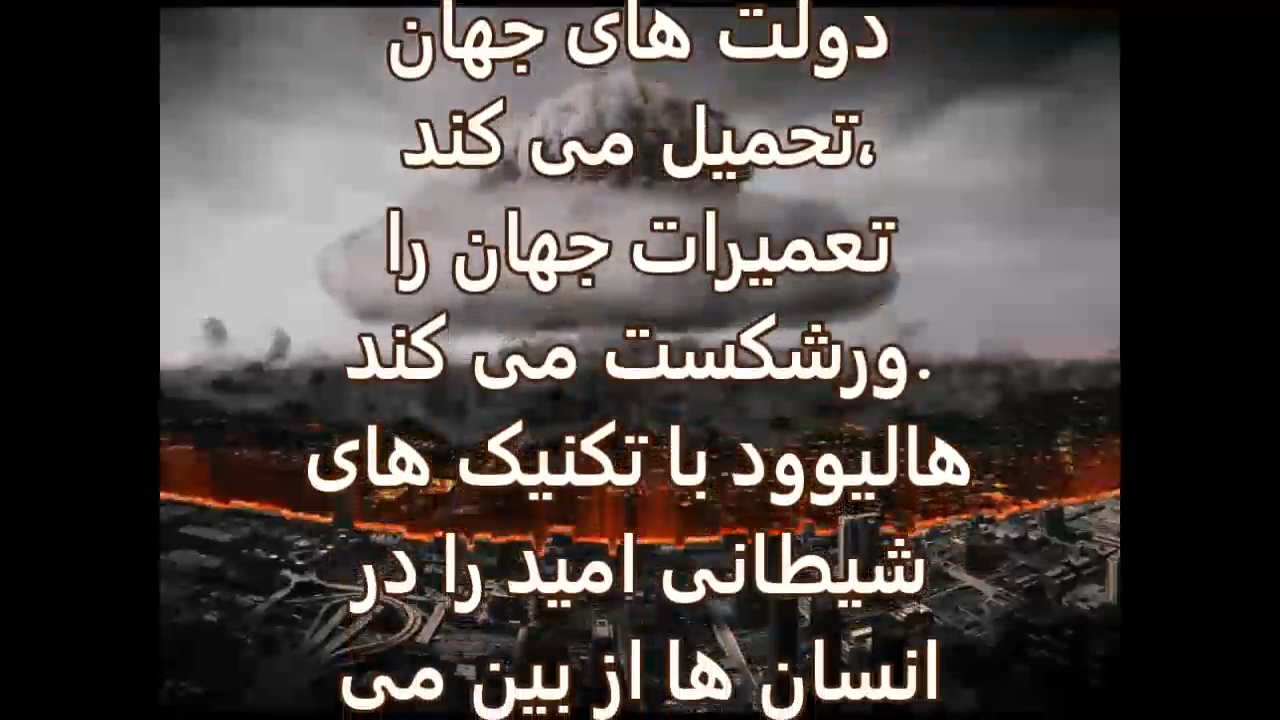 دولت های جهان
تحمیل می کند،
تعمیرات جهان را
ورشکست می کند.
هالیوود با تکنیک های
شیطانی امید را در
انسان ها از بین می